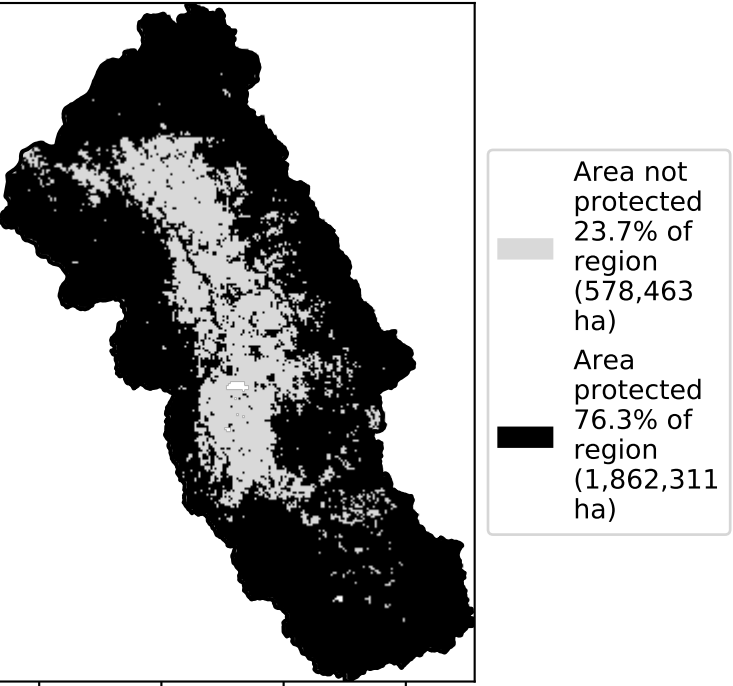 Area not
protected
23.7% of
region
(578,463
ha)
Area
protected
76.3% of
region
(1,862,311
ha)